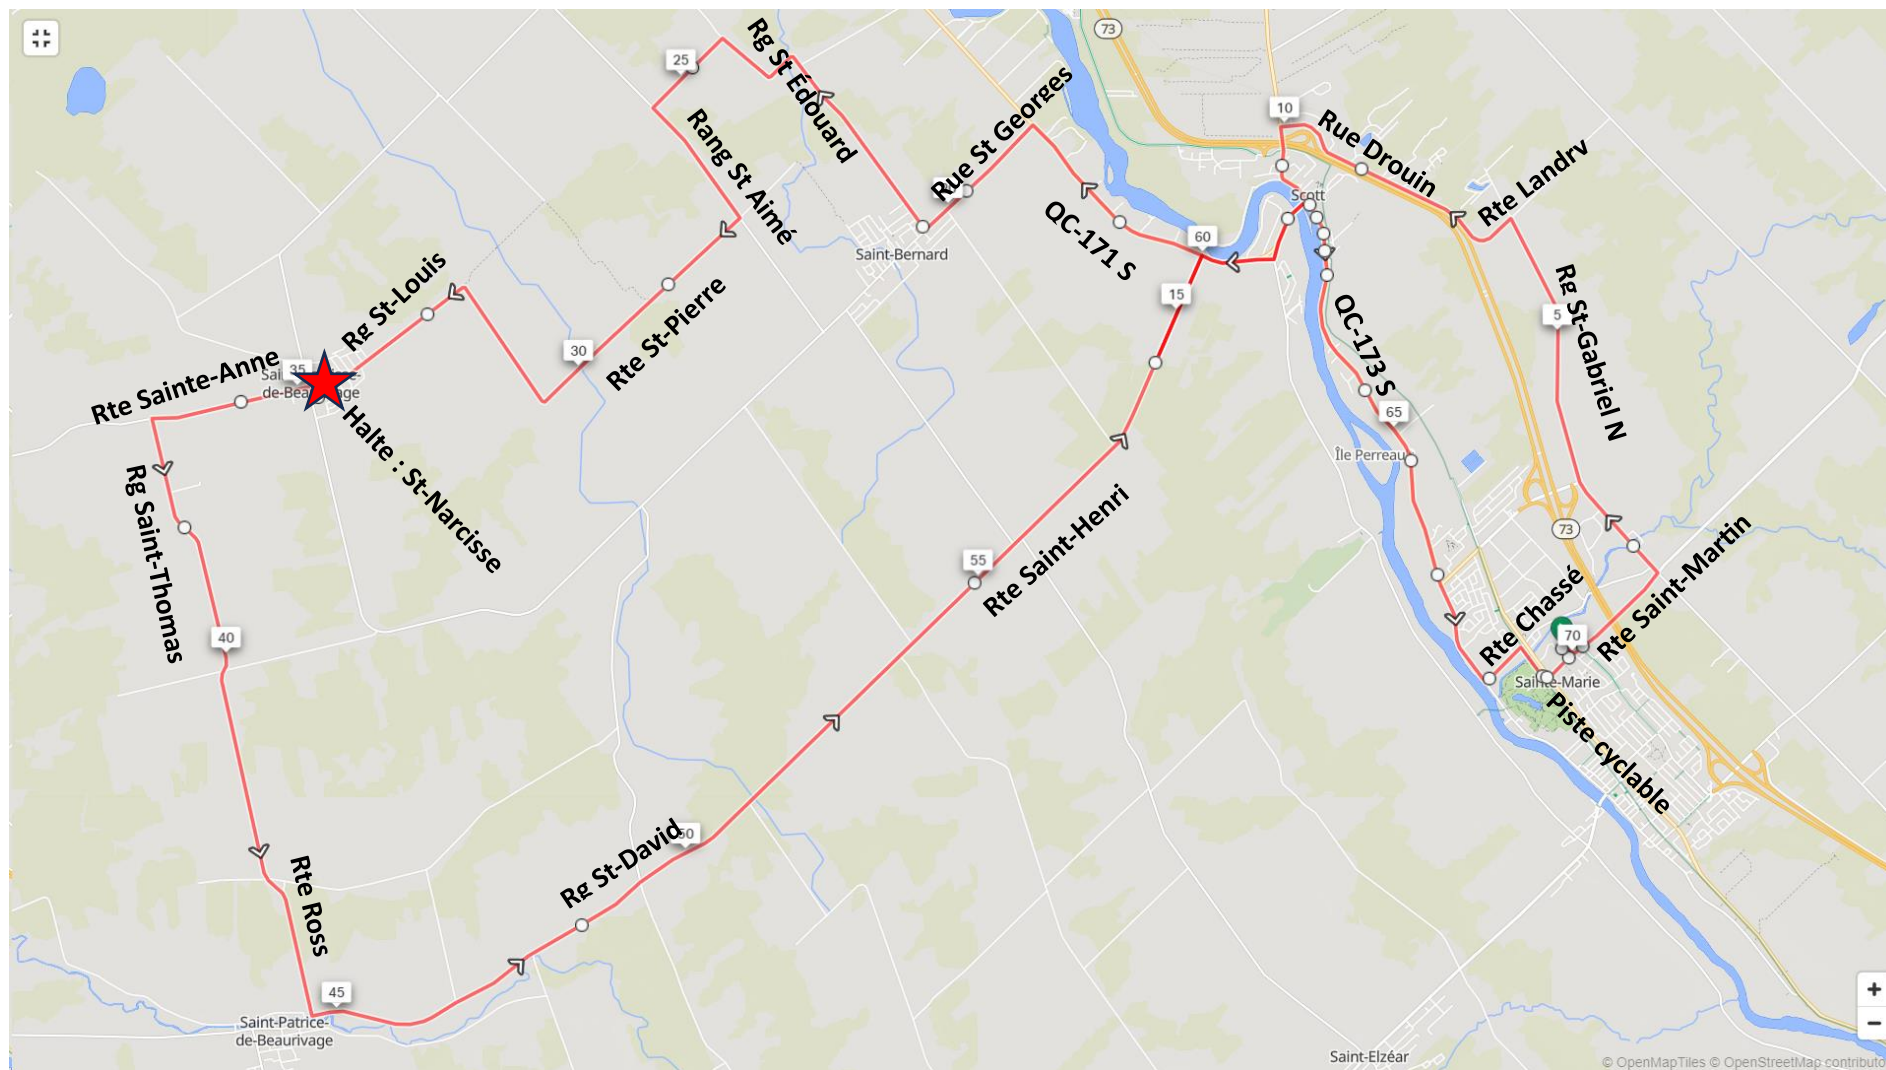 73
Rg St Édouard
25
Rang St Aimé
Rue St Georges
10
Rue Drouin
Rte Landrv
Scott
QC-171 S
60
15
Saint-Bernard
Rg St-Louis
30
Rte St-Pierre
QC-173 S
5
Rg St-Gabriel N
Rte Sainte-Anne
35
de-Beau
age
Halte : St-Narcisse
65
Île Perreau
Rg Saint-Thomas
73
55
Rte Saint-Henri
Rte Chassé
Rte Saint-Martin
40
70
Sainte-Marie
Piste cyclable
Rg St-David
50
Rte Ross
45
Saint-Patrice-
de-Beaurivage
Saint-Elzéar
+
−
© OpenMapTiles © OpenStreetMap contributo